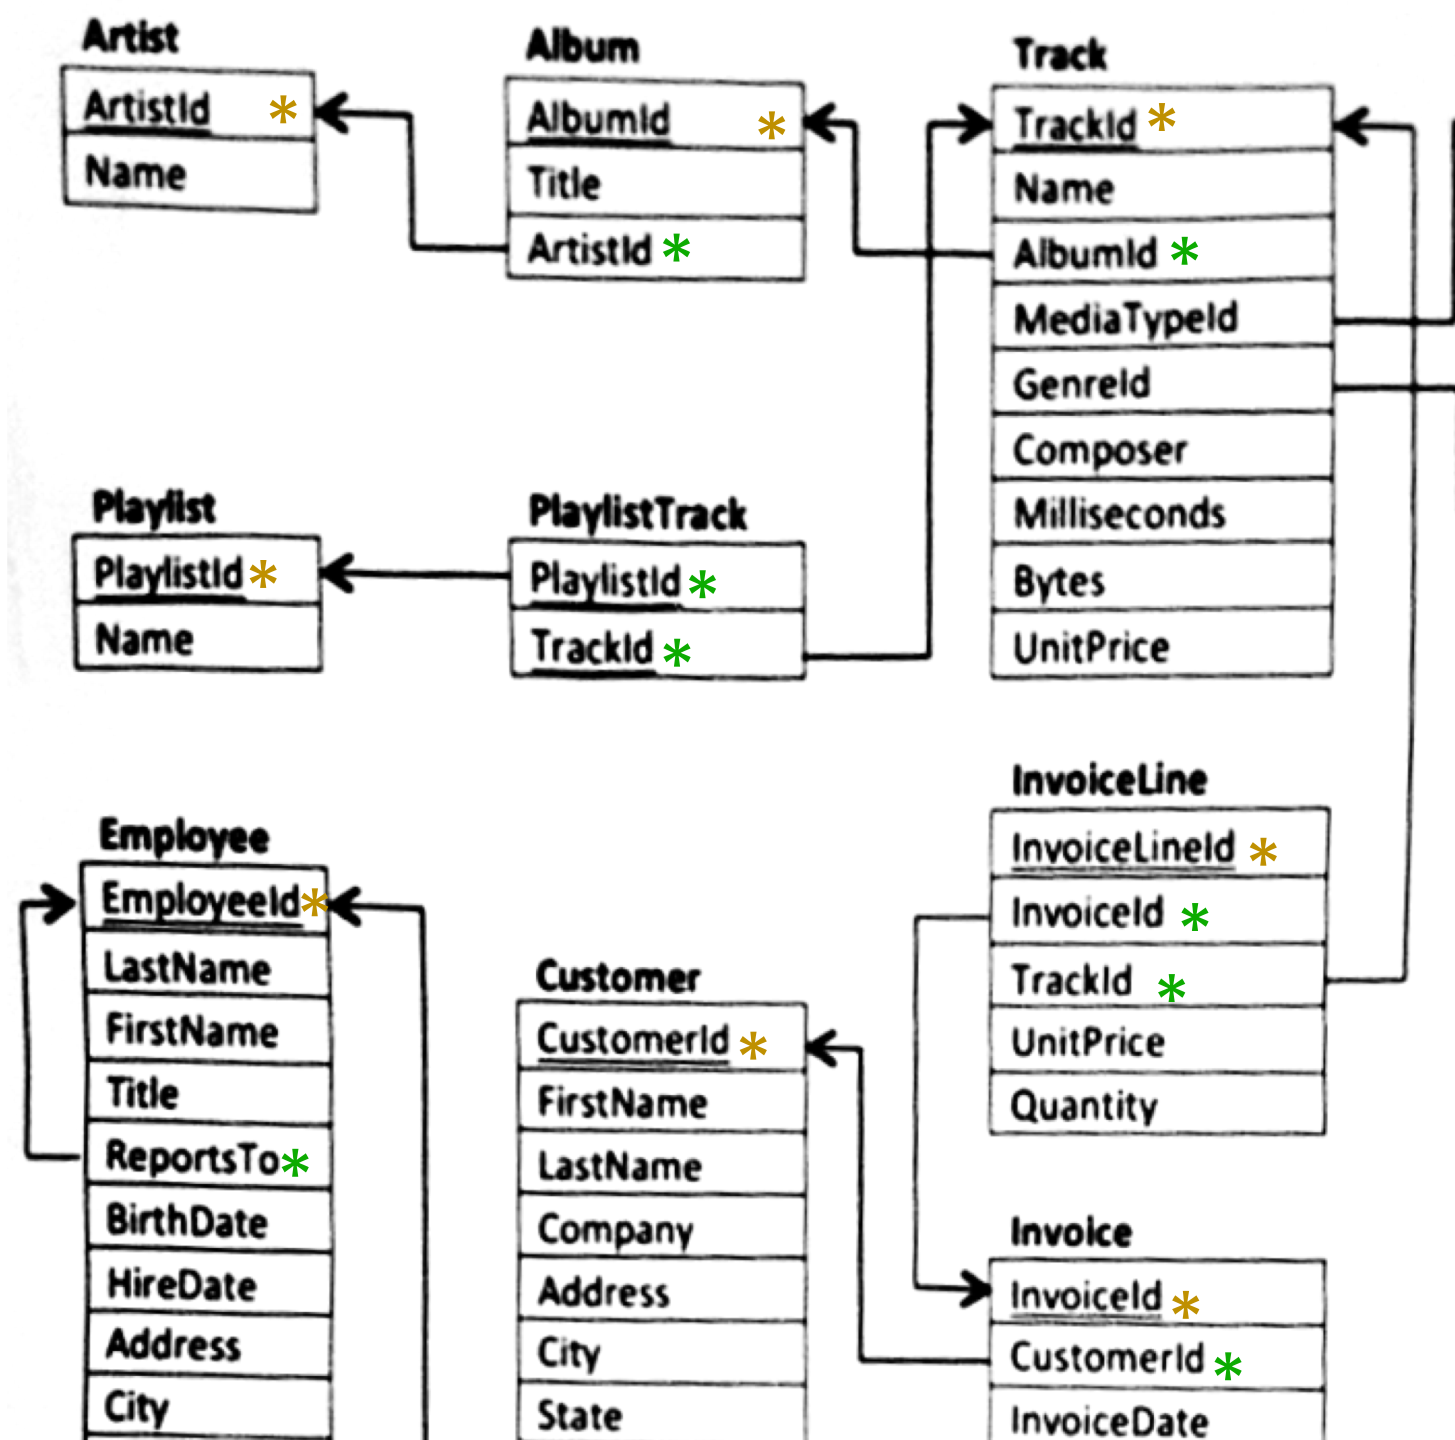 Artist
ArtistId *
Name
Album
AlbumId *
Title
ArtistId *
Track
TrackId *
Name
AlbumId *
MediaTypeId
GenreId
Composer
Milliseconds
Bytes
UnitPrice
Playlist
PlaylistId *
Name
PlaylistTrack
PlaylistId *
TrackId *
Employee
EmployeeId *
LastName
FirstName
Title
ReportsTo *
BirthDate
HireDate
Address
City
Customer
CustomerId *
FirstName
LastName
Company
Address
City
State
InvoiceLine
InvoiceLineId *
InvoiceId *
TrackId *
UnitPrice
Quantity
Invoice
InvoiceId *
CustomerId *
InvoiceDate